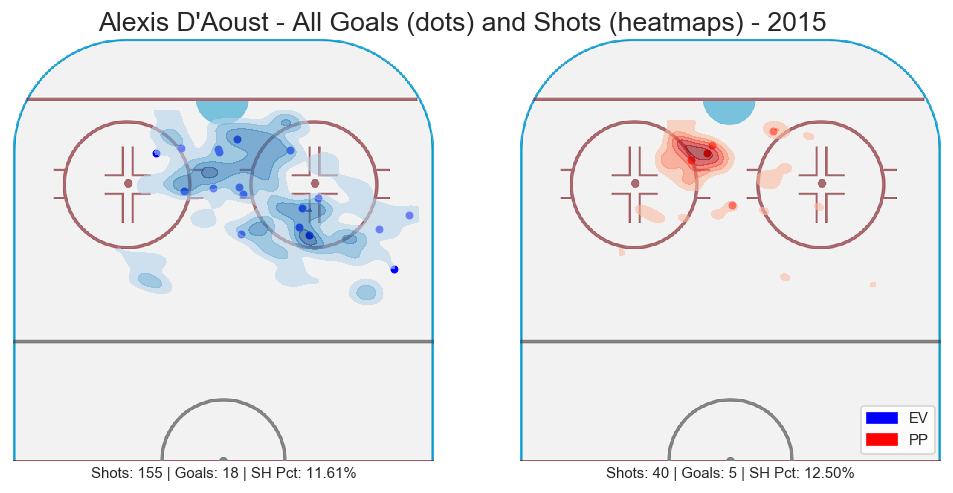 Alexis D'Aoust - All Goals (dots) and Shots (heatmaps) - 2015
EV
PP
Shots: 155 | Goals: 18 | SH Pct: 11.61%
Shots: 40 | Goals: 5 | SH Pct: 12.50%